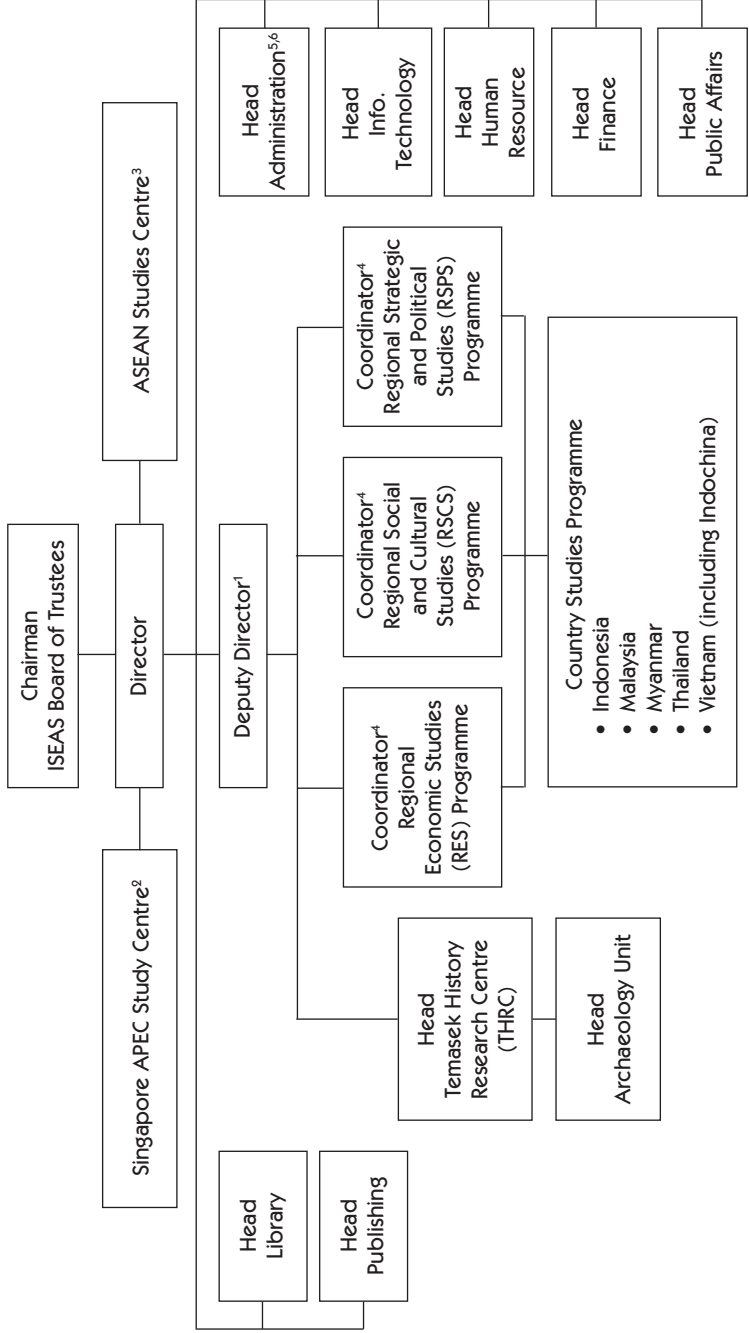 Chairman
ISEAS Board of Trustees
Singapore APEC Study Centre²
Director
ASEAN Studies Centre³
Head
Library
Head
Publishing
Deputy Director¹
Head
Temasek History
Research Centre
(THRC)
Head
Archaeology Unit
Coordinator⁴
Regional
Economic Studies
(RES) Programme
Coordinator⁴
Regional Social
and Cultural
Studies (RSCS)
Programme
Coordinator⁴
Regional Strategic
and Political
Studies (RSPS)
Programme
Country Studies Programme
• Indonesia
• Malaysia
• Myanmar
• Thailand
• Vietnam (including Indochina)
Head
Administration⁵,⁶
Head
Info.
Technology
Head
Human
Resource
Head
Finance
Head
Public Affairs